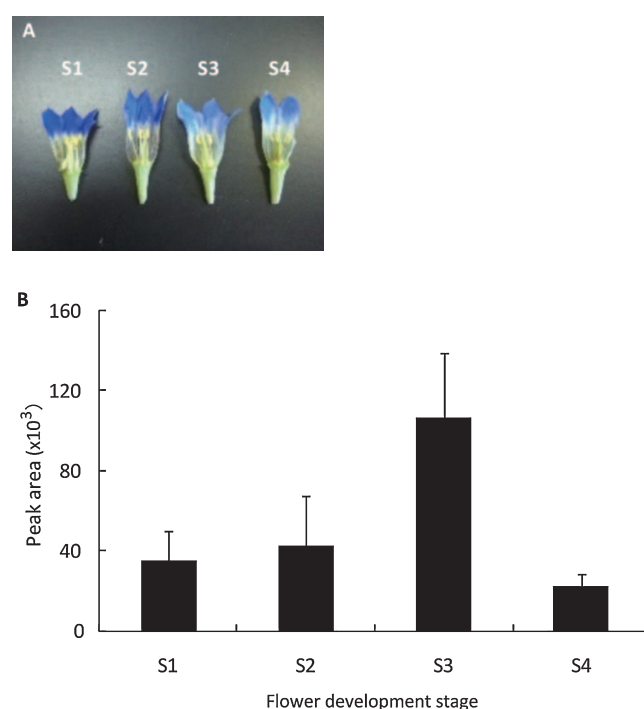 A
S1 S2 S3 S4
B
Peak area (x10³)
160
120
80
40
0
S1 S2 S3 S4
Flower development stage